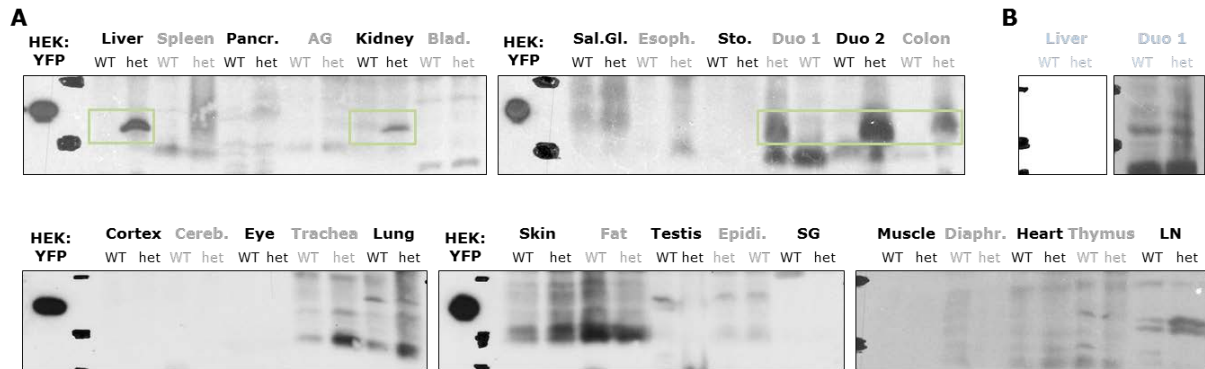 A
HEK: YFP
Liver Spleen Pancr. AG Kidney Blad.
WT het WT het WT het WT het WT het WT het
HEK: YFP
Sal.Gl. Esoph. Sto. Duo 1 Duo 2 Colon
WT het WT het WT het WT het WT het WT het
B
Liver Duo 1
WT het WT het
HEK: YFP
Cortex Cereb. Eye Trachea Lung
WT het WT het WT het WT het WT het
HEK: YFP
Skin Fat Testis Epidi. SG
WT het WT het WT het het WT WT het
Muscle Diaphr. Heart Thymus LN
WT het WT het WT het WT het WT het